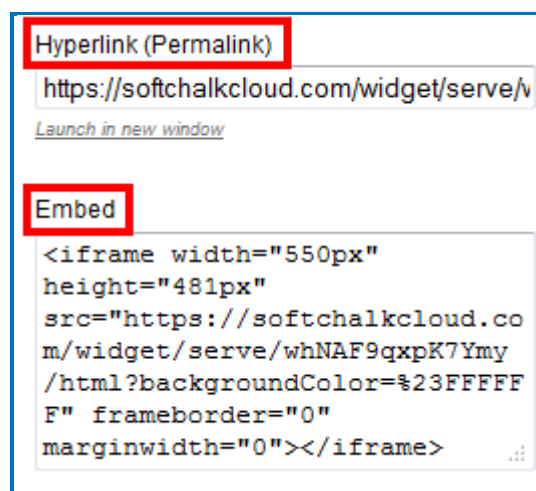 Hyperlink (Permalink)
https://softchalkcloud.com/widget/serve/w
Launch in new window
Embed
<iframe width="550px"
height="481px"
src="https://softchalkcloud.co
m/widget/serve/whNAF9qxpK7Ymy
/html?backgroundColor=%23FFFFF
F" frameborder="0"
marginwidth="0"></iframe>